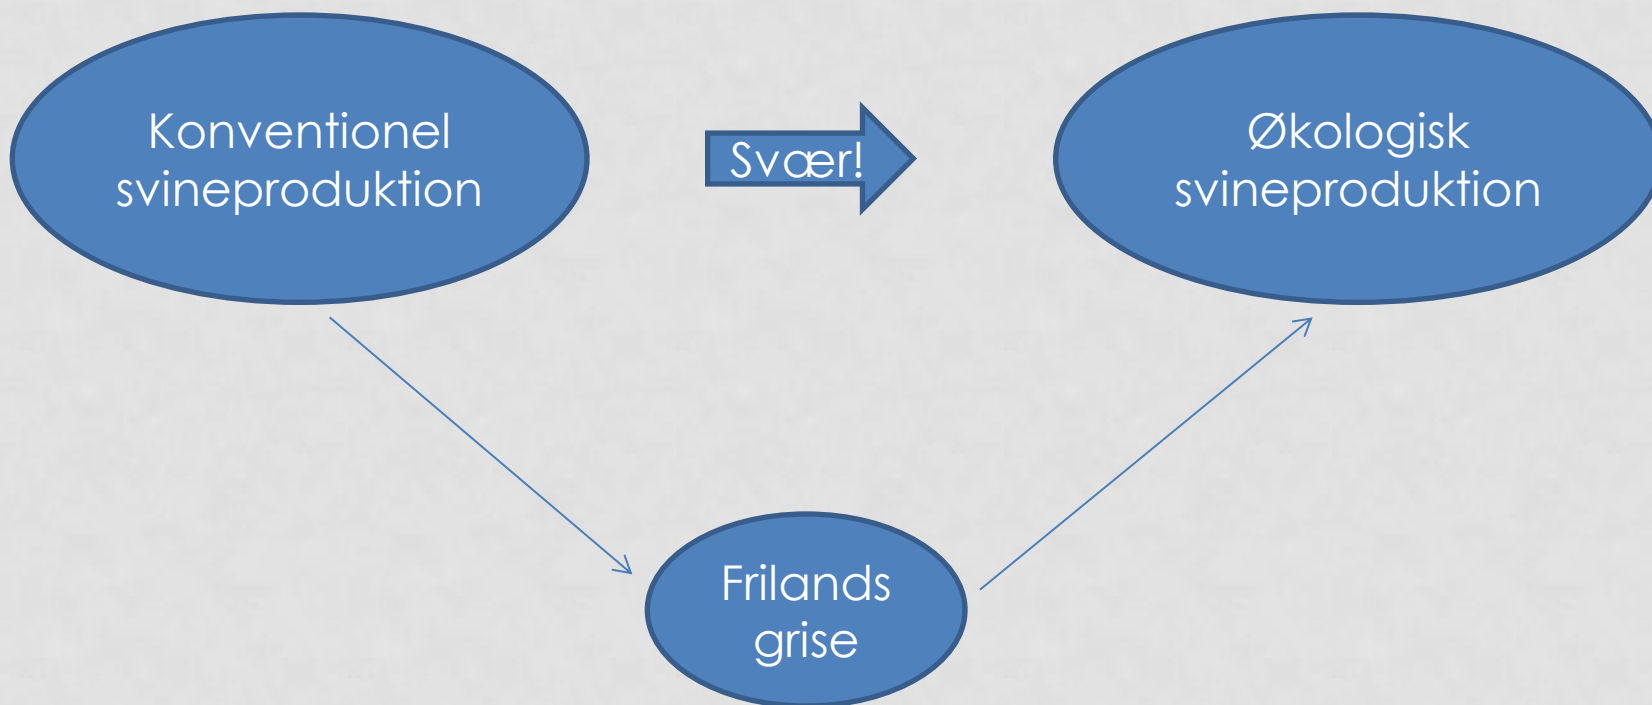 Konventionel
svineproduktion
Svær!
Økologisk
svineproduktion
Frilands
grise